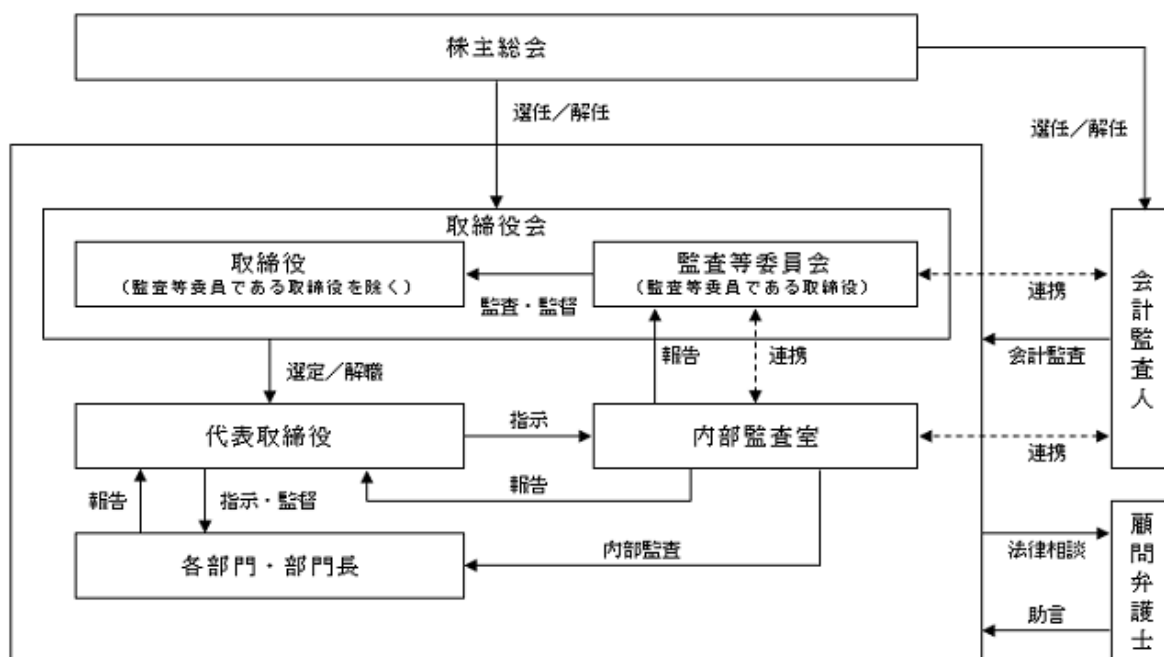 株主総会
選任／解任
選任／解任
取締役会
取締役
（監査等委員である取締役を除く）
監査等委員会
（監査等委員である取締役）
監査・監督
連携
会計監査人
会計監査
報告
連携
選定／解職
代表取締役
指示
内部監査室
連携
報告
報告
指示・監督
各部門・部門長
内部監査
顧問弁護士
法律相談
助言